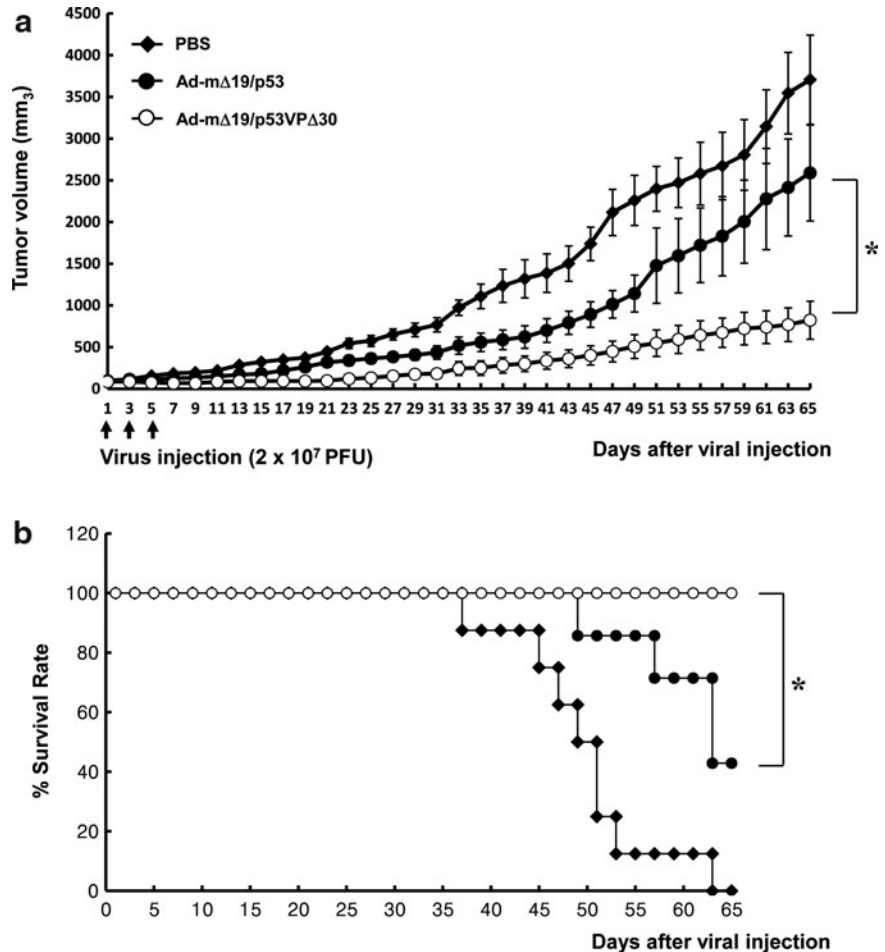 a
Tumor volume (mm3)
4500
4000
3500
3000
2500
2000
1500
1000
500
0
PBS
Ad-mΔ19/p53
Ad-mΔ19/p53VPΔ30
*
1 3 5 7 9 11 13 15 17 19 21 23 25 27 29 31 33 35 37 39 41 43 45 47 49 51 53 55 57 59 61 63 65
Virus injection (2 x 10⁷ PFU)
Days after viral injection
b
% Survival Rate
120
100
80
60
40
20
0
*
0 5 10 15 20 25 30 35 40 45 50 55 60 65
Days after viral injection